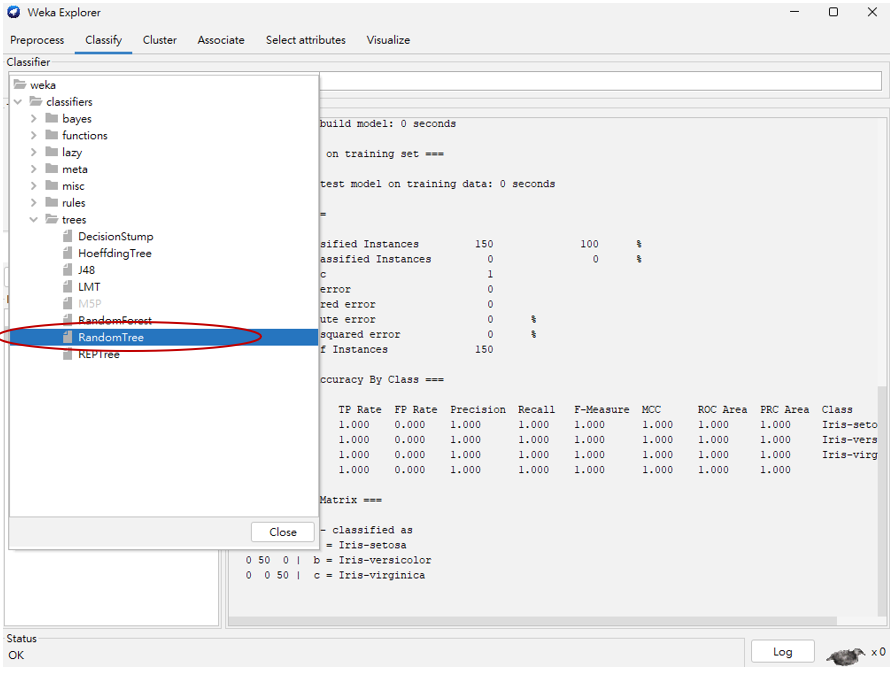 Weka Explorer
Preprocess Classify Cluster Associate Select attributes Visualize
Classifier
weka
classifiers
bayes
functions
lazy
meta
misc
rules
trees
DecisionStump
HoeffdingTree
J48
LMT
M5P
RandomForest
RandomTree
REPTree
Close
build model: 0 seconds
on training set ===
test model on training data: 0 seconds
=
sified Instances 150 100 %
assified Instances 0 0 %
c 1
error 0
red error 0
ute error 0 %
squared error 0 %
f Instances 150
ccuracy By Class ===
TP Rate FP Rate Precision Recall F-Measure MCC ROC Area PRC Area Class
1.000 0.000 1.000 1.000 1.000 1.000 1.000 1.000 Iris-seto
1.000 0.000 1.000 1.000 1.000 1.000 1.000 1.000 Iris-vers
1.000 0.000 1.000 1.000 1.000 1.000 1.000 1.000 Iris-virg
1.000 0.000 1.000 1.000 1.000 1.000 1.000 1.000
Matrix ===
- classified as
= Iris-setosa
0 50 0 | b = Iris-versicolor
0 0 50 | c = Iris-virginica
Status
OK
Log
x 0